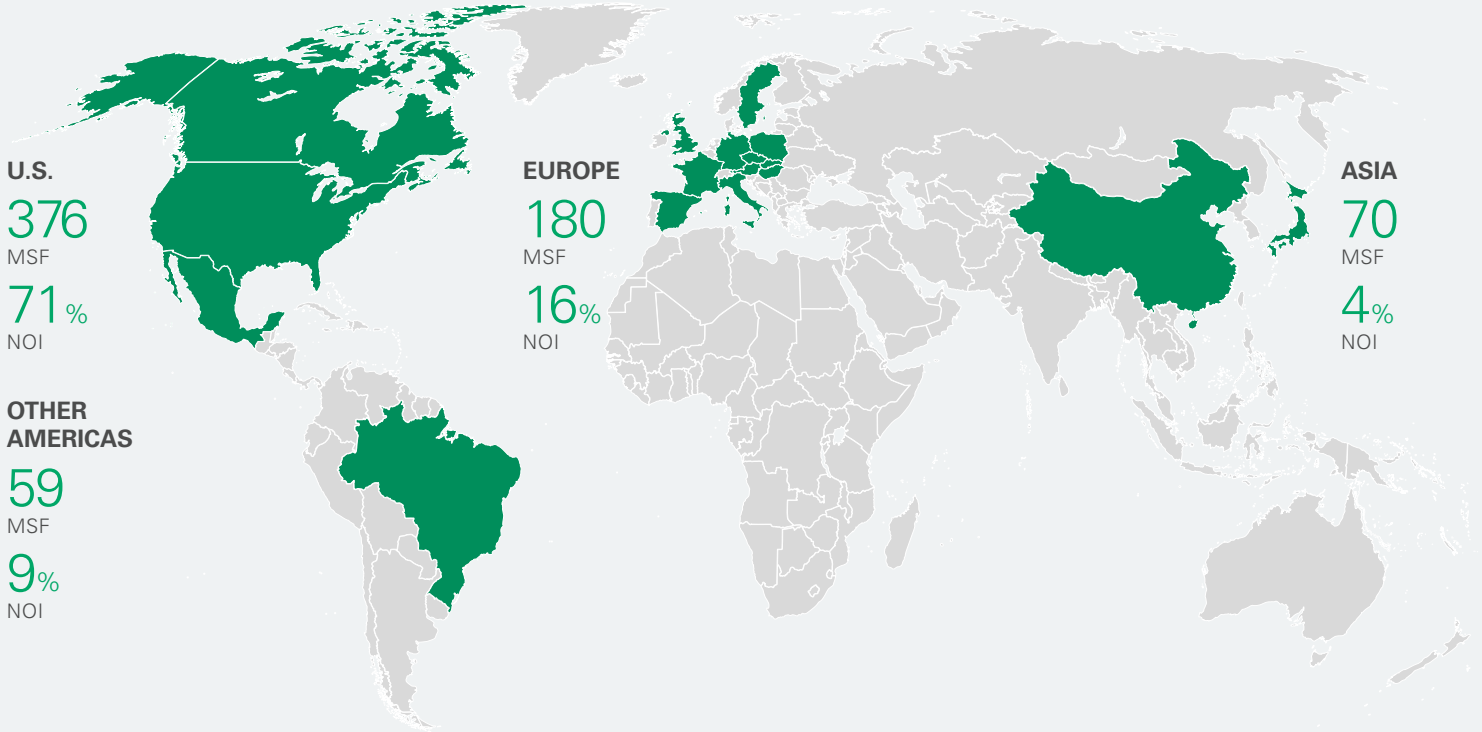 U.S.
376
MSF
71 %
NOI
OTHER
AMERICAS
59
MSF
9%
NOI
EUROPE
180
MSF
16%
NOI
ASIA
70
MSF
4%
NOI